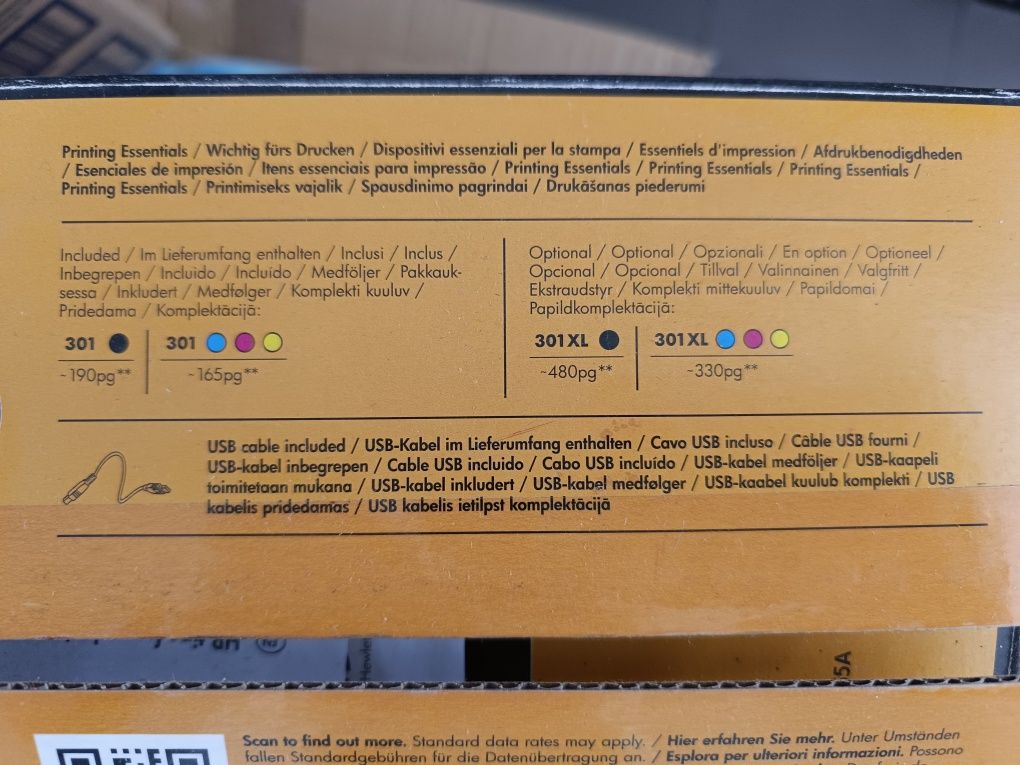 Printing Essentials / Wichtig fürs Drucken / Dispositivi essenziali per la stampa / Essentiels d'impression / Afdrukbenodigdheden
/ Esenciales de impresión / Itens essenciais para impressão / Printing Essentials / Printing Essentials / Printing Essentials /
Printing Essentials / Printimiseks vajalik / Spausdinimo pagrindai / Drukāšanas piederumi
Included / Im Lieferumfang enthalten / Inclusi / Inclus /
Inbegrepen / Incluido / Incluído / Medföljer / Pakkauk-
sessa / Inkludert / Medfølger / Komplekti kuuluv /
Pridedama / Komplektācijā:
301 301
~190pg** ~165pg**
Optional / Optional / Opzionali / En option / Optioneel /
Opcional / Opcional / Tillval / Valinnainen / Valgfritt /
Ekstraudstyr / Komplekti mittekuuluv / Papildomai /
Papildkomplektācijā:
301XL 301XL
~480pg** ~330pg**
USB cable included / USB-Kabel im Lieferumfang enthalten / Cavo USB incluso / Câble USB fourni /
USB-kabel inbegrepen / Cable USB incluido / Cabo USB incluído / USB-kabel medföljer / USB-kaapeli
toimitetaan mukana / USB-kabel inkludert / USB-kabel medfølger / USB-kaabel kuulub komplekti / USB
kabelis pridedamas / USB kabelis ietilpst komplektācijā
5A
Scan to find out more. Standard data rates may apply. / Hier erfahren Sie mehr. Unter Umständen
fallen Standardgebühren für die Datenübertragung an. / Esplora per ulteriori informazioni. Possono